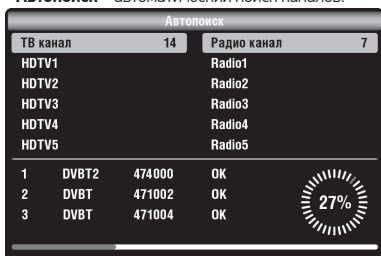 Автопоиск – автоматический поиск каналов.
Автопоиск
ТВ канал 14 Радио канал 7
HDTV1 Radio1
HDTV2 Radio2
HDTV3 Radio3
HDTV4 Radio4
HDTV5 Radio5
1 DVBT2 474000 OK
2 DVBT 471002 OK
3 DVBT 471004 OK
27%